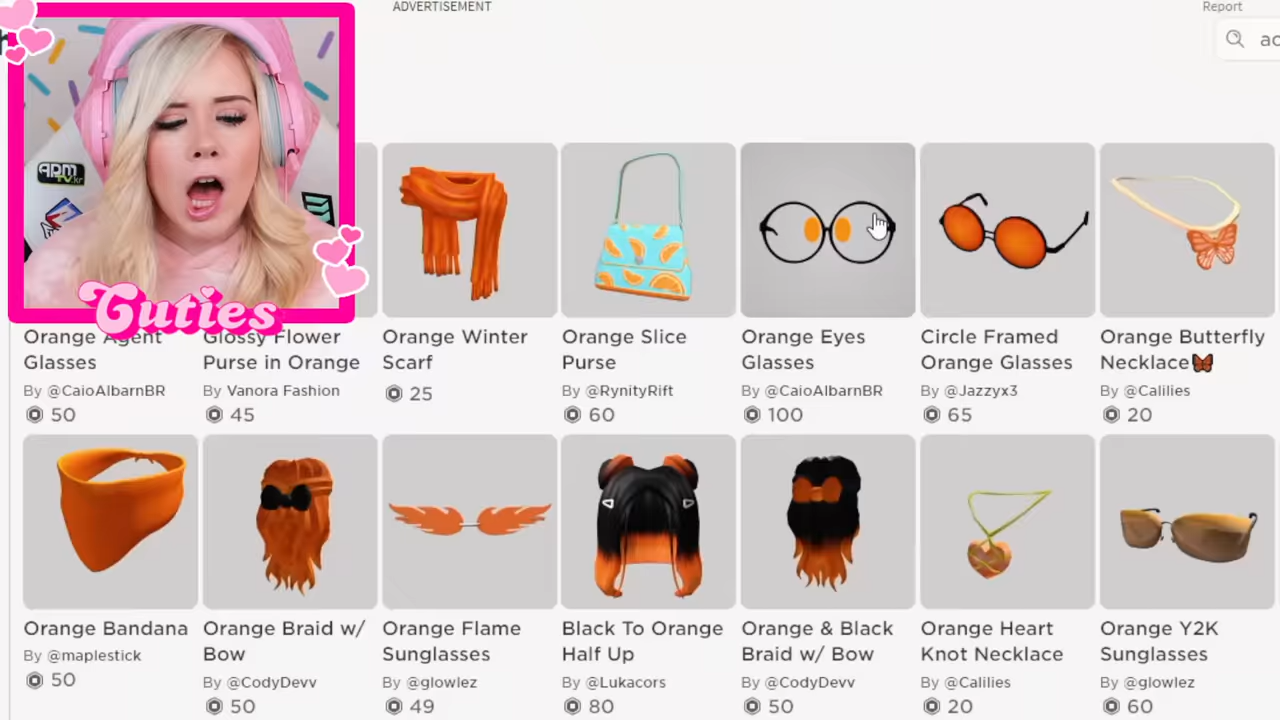 ADVERTISEMENT
Report
ac
APM
TV.kr
Cuties
Orange Agent
Glasses
By @CaioAlbarnBR
50
Glossy Flower
Purse in Orange
By Vanora Fashion
45
Orange Winter
Scarf
25
Orange Slice
Purse
By @RynityRift
60
Orange Eyes
Glasses
By @CaioAlbarnBR
100
Circle Framed
Orange Glasses
By @Jazzyx3
65
Orange Butterfly
Necklace🦋
By @Calilies
20
Orange Bandana
By @maplestick
50
Orange Braid w/
Bow
By @CodyDevv
50
Orange Flame
Sunglasses
By @glowlez
49
Black To Orange
Half Up
By @Lukacors
80
Orange & Black
Braid w/ Bow
By @CodyDevv
50
Orange Heart
Knot Necklace
By @Calilies
20
Orange Y2K
Sunglasses
By @glowlez
60